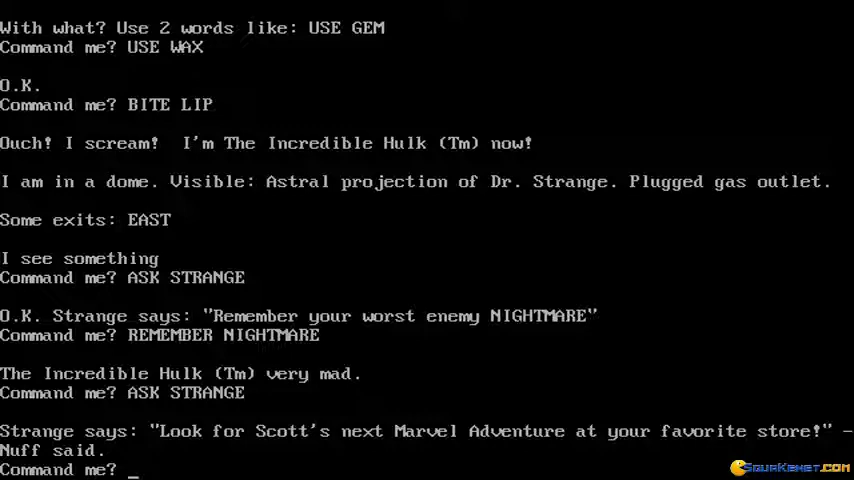 With what? Use 2 words like: USE GEM
Command me? USE WAX
O.K.
Command me? BITE LIP
Ouch! I scream!  I'm The Incredible Hulk (Tm) now!
I am in a dome. Visible: Astral projection of Dr. Strange. Plugged gas outlet.
Some exits: EAST
I see something
Command me? ASK STRANGE
O.K. Strange says: "Remember your worst enemy NIGHTMARE"
Command me? REMEMBER NIGHTMARE
The Incredible Hulk (Tm) very mad.
Command me? ASK STRANGE
Strange says: "Look for Scott's next Marvel Adventure at your favorite store!" -
Nuff said.
Command me? _
SquaKenet.com